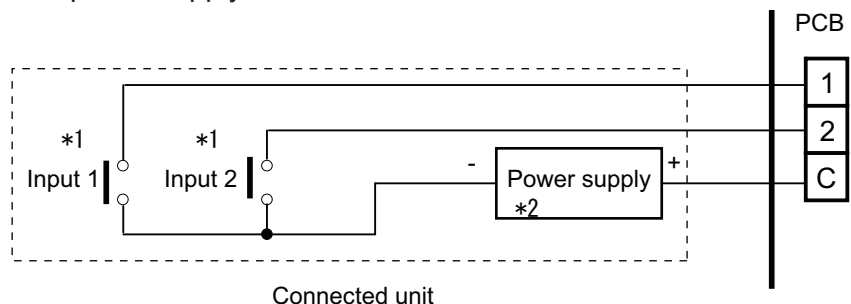 PCB
1
*1 *1 2
- +
Input 1 Input 2 Power supply C
*2
Connected unit